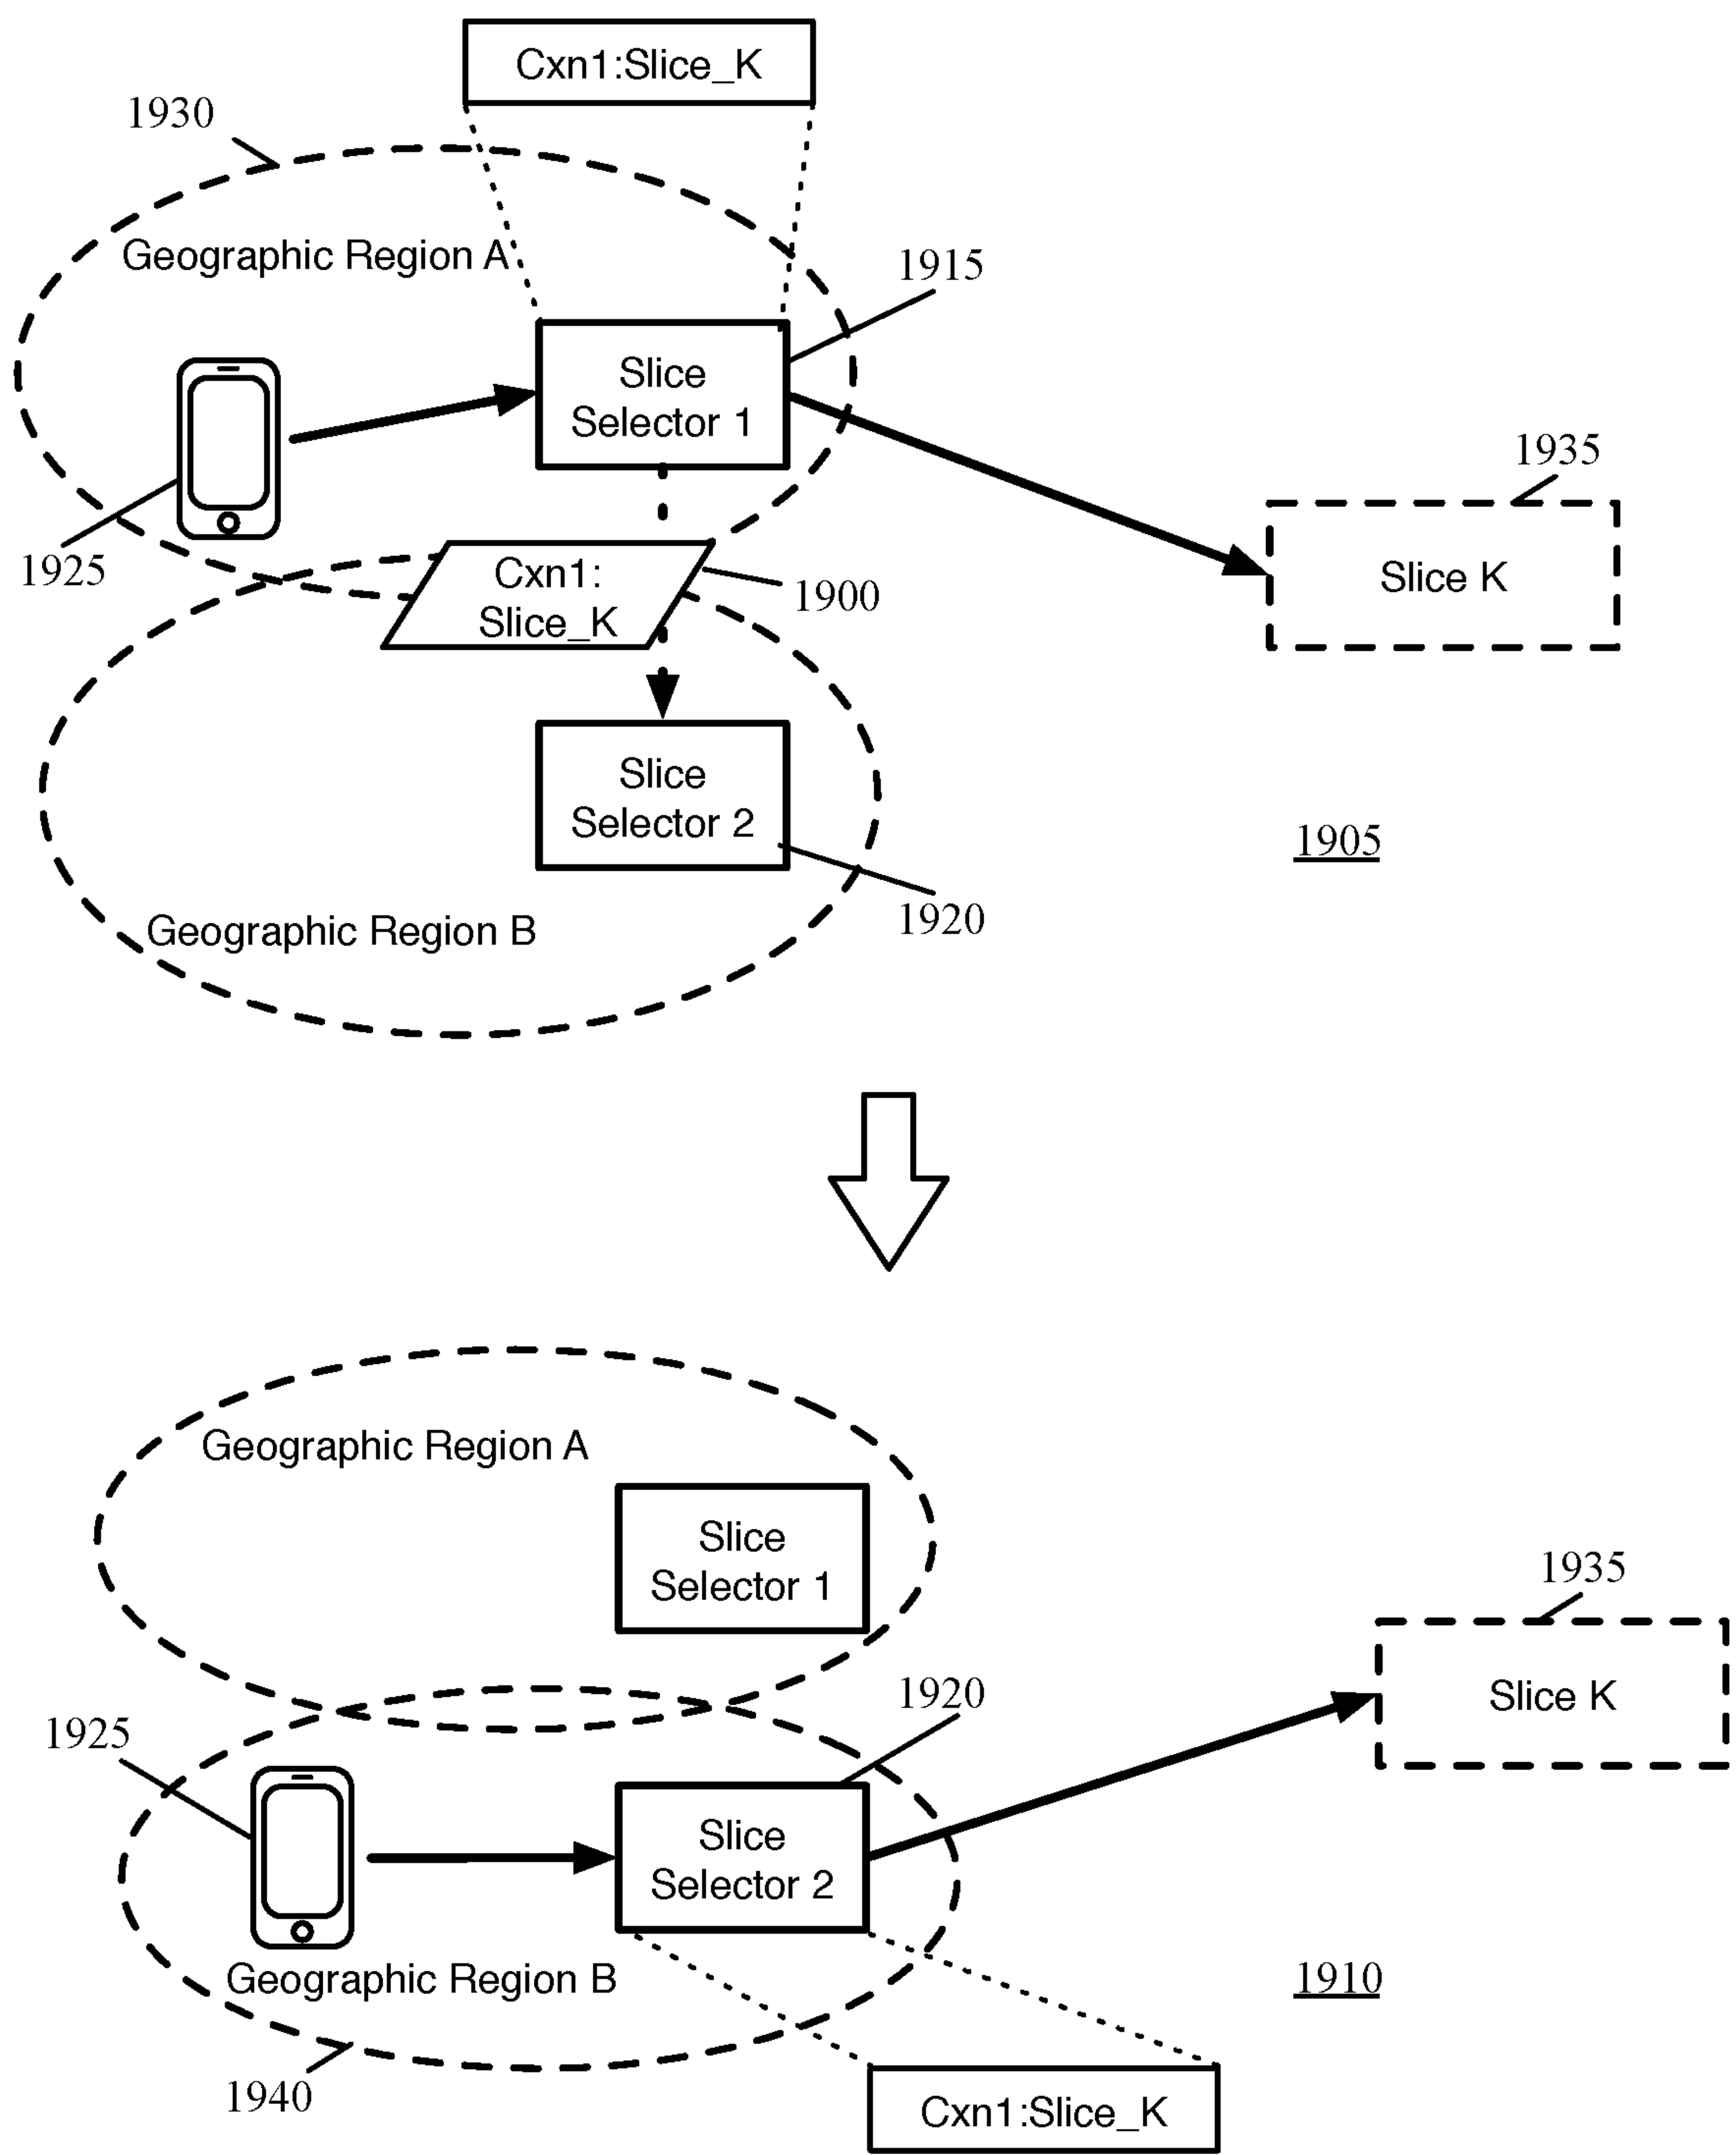 Cxn1:Slice_K
1930
Geographic Region A
1915
Slice
Selector 1
1935
Slice K
1925
Cxn1:
Slice_K
1900
Slice
Selector 2
1905
1920
Geographic Region B
Geographic Region A
Slice
Selector 1
1935
1920
Slice K
1925
Slice
Selector 2
Geographic Region B
1910
1940
Cxn1:Slice_K